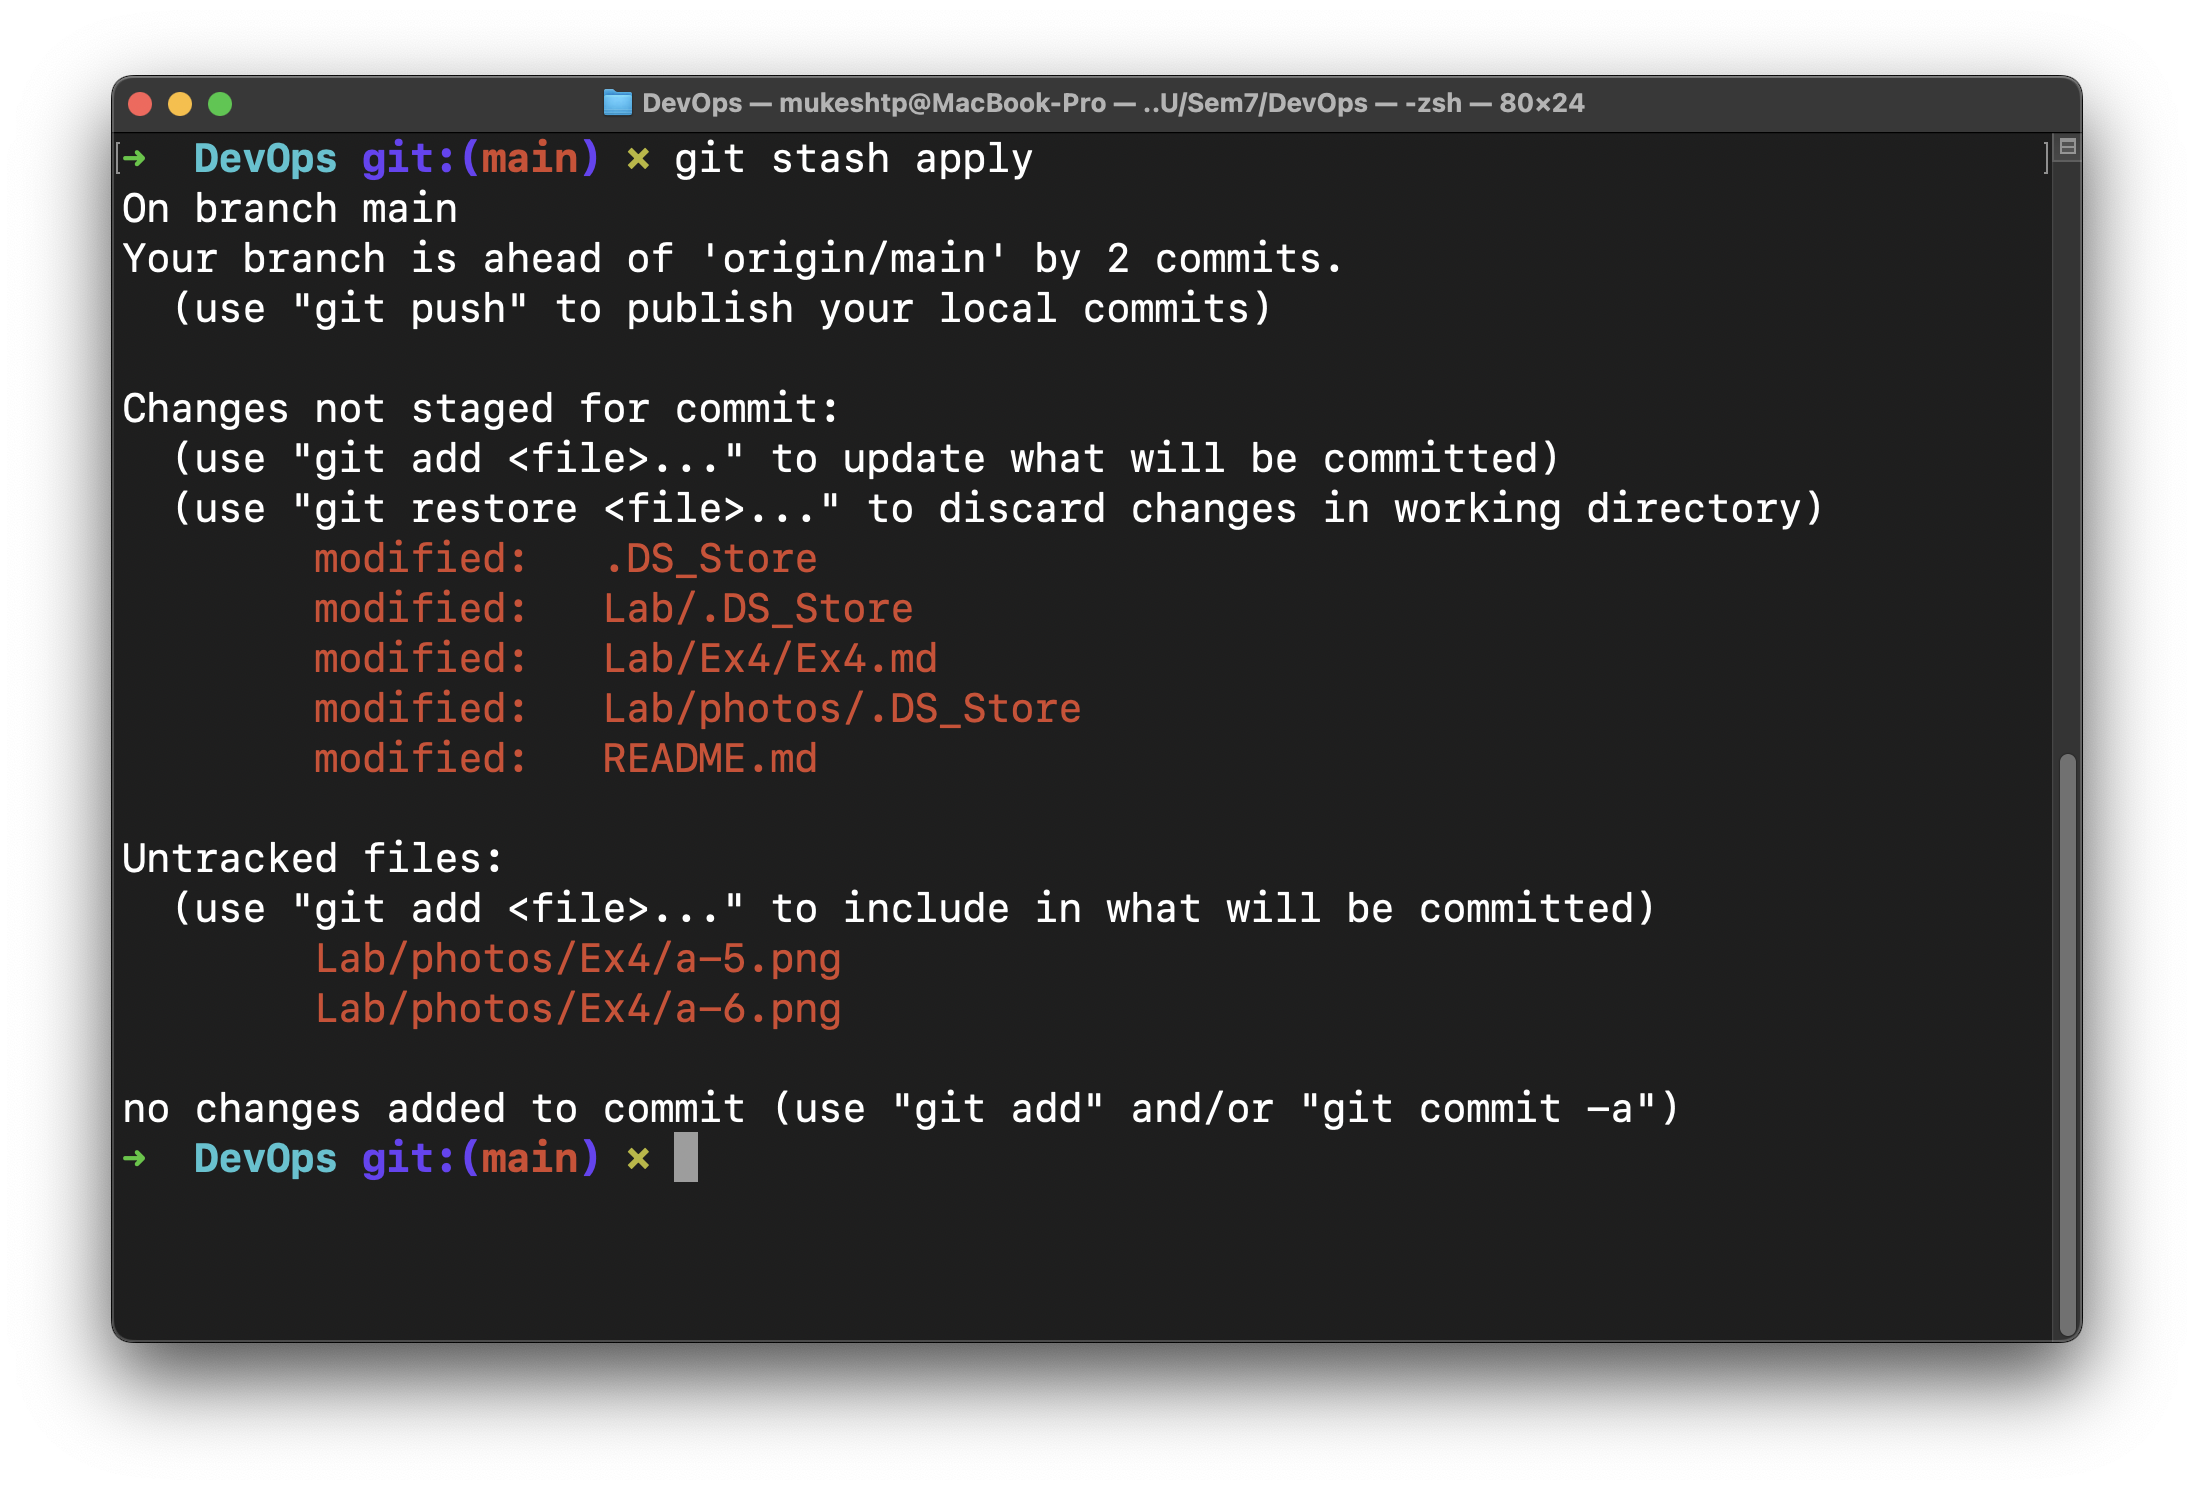 DevOps — mukeshtp@MacBook-Pro — ..U/Sem7/DevOps — -zsh — 80×24
➜  DevOps git:(main) ✗ git stash apply
On branch main
Your branch is ahead of 'origin/main' by 2 commits.
  (use "git push" to publish your local commits)

Changes not staged for commit:
  (use "git add <file>..." to update what will be committed)
  (use "git restore <file>..." to discard changes in working directory)
        modified:   .DS_Store
        modified:   Lab/.DS_Store
        modified:   Lab/Ex4/Ex4.md
        modified:   Lab/photos/.DS_Store
        modified:   README.md

Untracked files:
  (use "git add <file>..." to include in what will be committed)
        Lab/photos/Ex4/a-5.png
        Lab/photos/Ex4/a-6.png

no changes added to commit (use "git add" and/or "git commit -a")
➜  DevOps git:(main) ✗